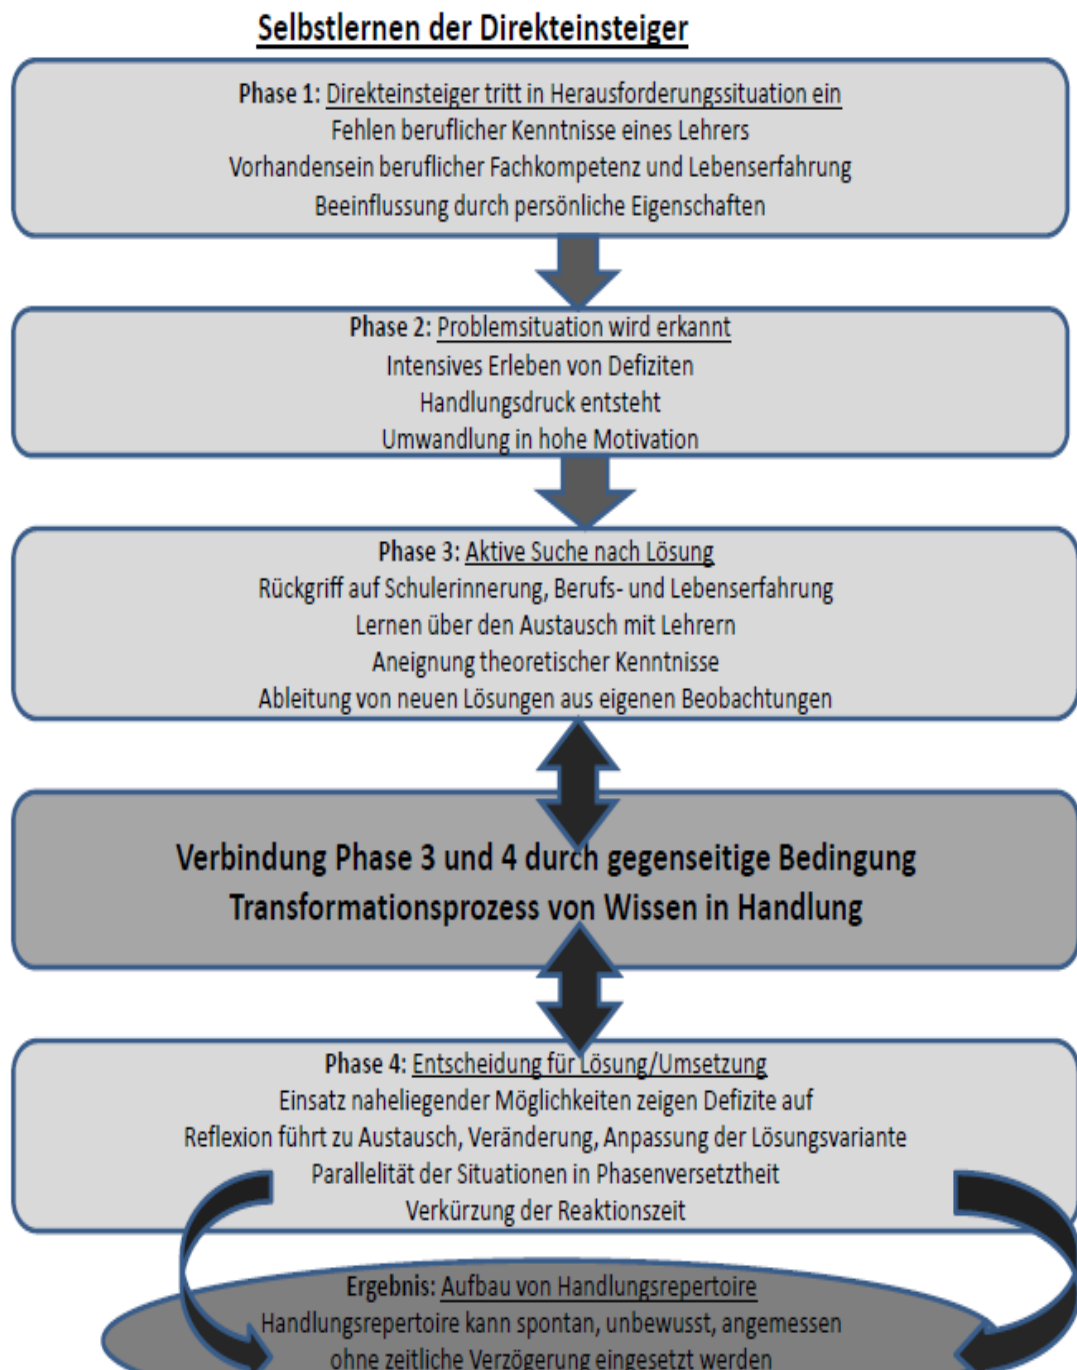 Selbstlernen der Direkteinsteiger
Phase 1: Direkteinsteiger tritt in Herausforderungssituation ein
Fehlen beruflicher Kenntnisse eines Lehrers
Vorhandensein beruflicher Fachkompetenz und Lebenserfahrung
Beeinflussung durch persönliche Eigenschaften
Phase 2: Problemsituation wird erkannt
Intensives Erleben von Defiziten
Handlungsdruck entsteht
Umwandlung in hohe Motivation
Phase 3: Aktive Suche nach Lösung
Rückgriff auf Schulerinnerung, Berufs- und Lebenserfahrung
Lernen über den Austausch mit Lehrern
Aneignung theoretischer Kenntnisse
Ableitung von neuen Lösungen aus eigenen Beobachtungen
Verbindung Phase 3 und 4 durch gegenseitige Bedingung
Transformationsprozess von Wissen in Handlung
Phase 4: Entscheidung für Lösung/Umsetzung
Einsatz naheliegender Möglichkeiten zeigen Defizite auf
Reflexion führt zu Austausch, Veränderung, Anpassung der Lösungsvariante
Parallelität der Situationen in Phasenversetztheit
Verkürzung der Reaktionszeit
Ergebnis: Aufbau von Handlungsrepertoire
Handlungsrepertoire kann spontan, unbewusst, angemessen
ohne zeitliche Verzögerung eingesetzt werden